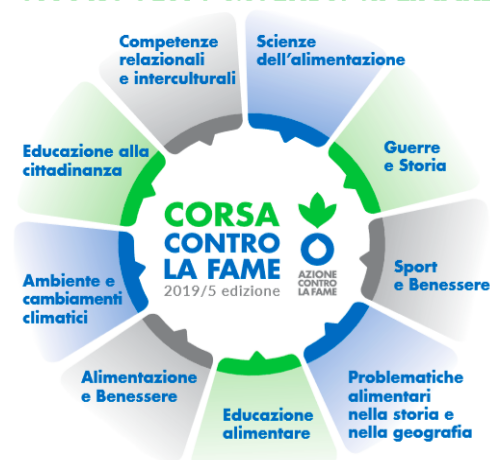 Competenze
relazionali
e interculturali
Scienze
dell'alimentazione
Educazione alla
cittadinanza
Guerre
e Storia
CORSA
CONTRO
LA FAME
2019/5 edizione
AZIONE
CONTRO
LA FAME
Sport
e Benessere
Ambiente e
cambiamenti
climatici
Alimentazione
e Benessere
Educazione
alimentare
Problematiche
alimentari
nella storia e
nella geografia